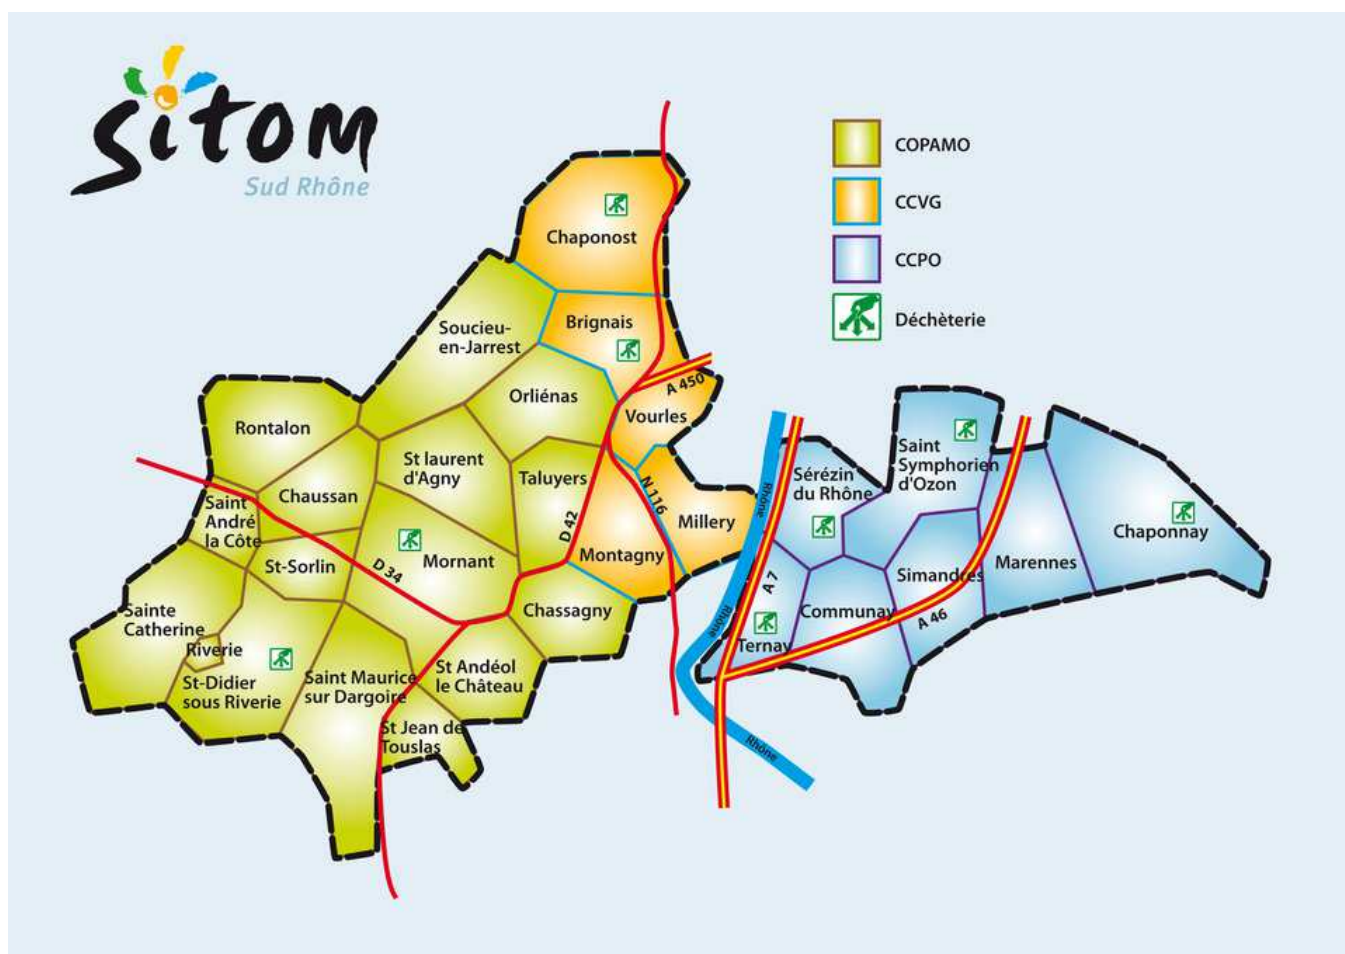 sitom
Sud Rhône
COPAMO
CCVG
CCPO
Déchèterie
Chaponost
Soucieu-
en-Jarrest
Brignais
A 450
Orliénas
Vourles
Rontalon
St laurent
d'Agny
Taluyers
N 116
Chaussan
Saint
André
la Côte
D 42
Millery
Montagny
Mornant
St-Sorlin
D 34
Chassagny
Sainte
Catherine
Riverie
St-Didier
sous Riverie
Saint Maurice
sur Dargoire
St Andéol
le Château
St Jean de
Touslas
Rhône
Rhône
Rhône
Sérézin
du Rhône
Saint
Symphorien
d'Ozon
Chaponnay
Marennes
Simandres
A 7
Communay
A 46
Ternay